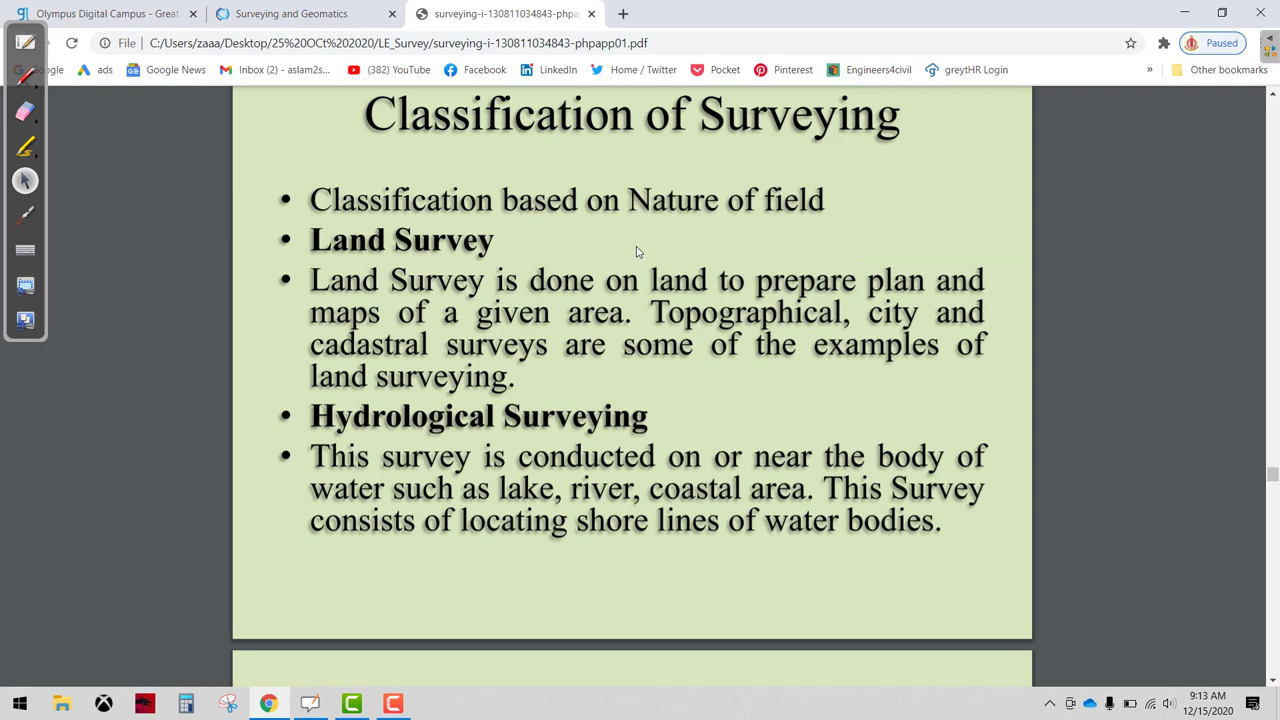 Olympus Digital Campus - Great
Surveying and Geomatics
surveying-i-130811034843-phpa
File
C:/Users/zaaa/Desktop/25%20OCt%202020/LE_Survey/surveying-i-130811034843-phpapp01.pdf
Paused
ads
Google News
Inbox (2) - aslam2s...
(382) YouTube
Facebook
LinkedIn
Home / Twitter
Pocket
Pinterest
Engineers4civil
greytHR Login
»
Other bookmarks
Classification of Surveying
• Classification based on Nature of field
• Land Survey
• Land Survey is done on land to prepare plan and
maps of a given area. Topographical, city and
cadastral surveys are some of the examples of
land surveying.
• Hydrological Surveying
• This survey is conducted on or near the body of
water such as lake, river, coastal area. This Survey
consists of locating shore lines of water bodies.
9:13 AM
12/15/2020